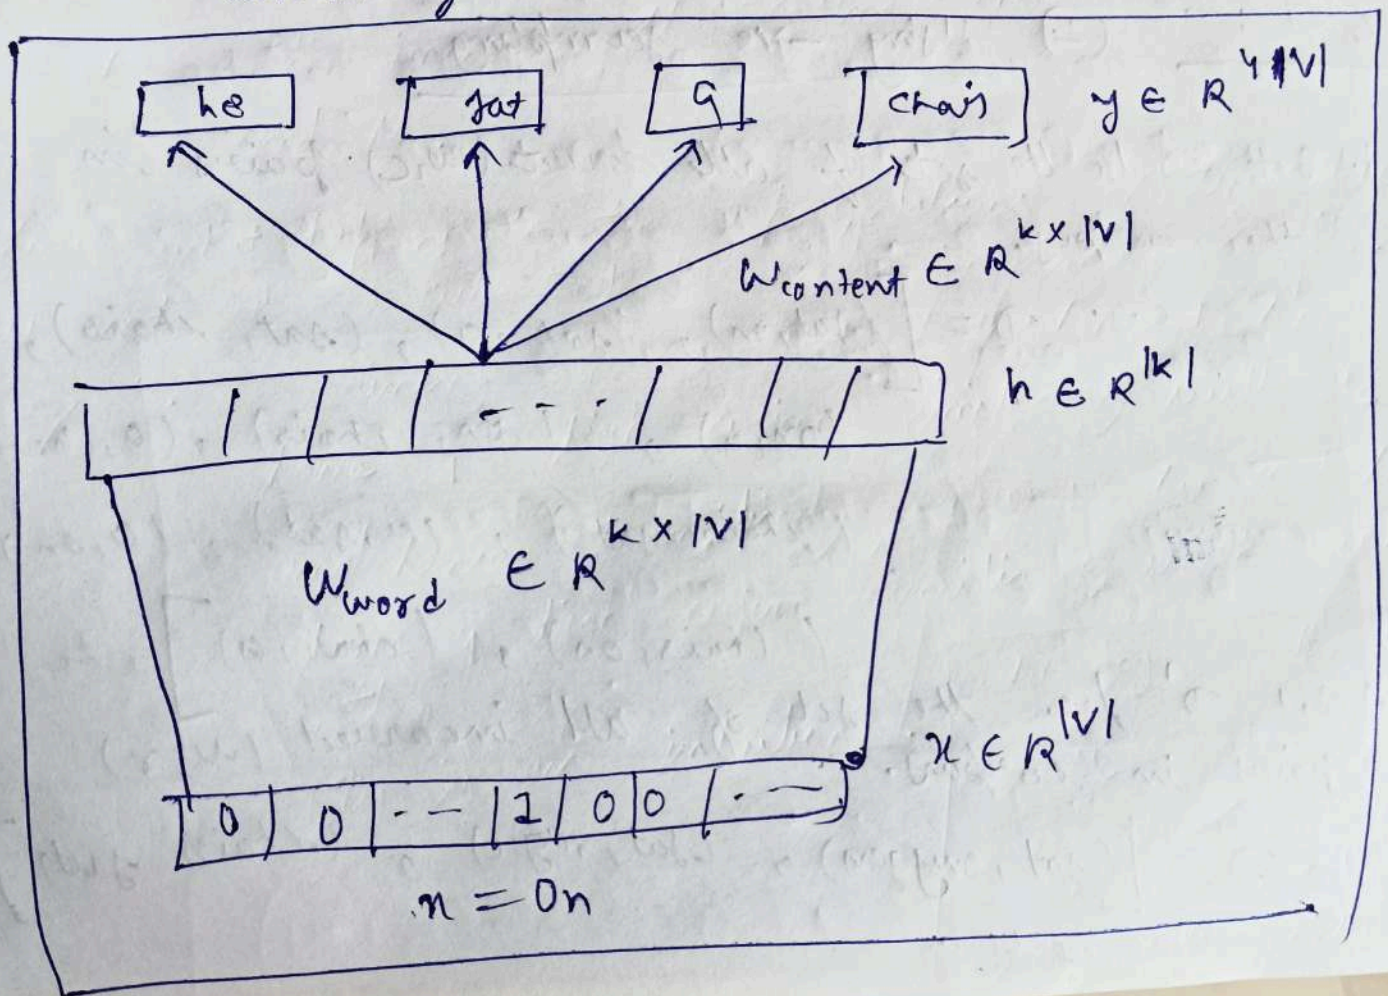 he sat a chair y ∈ R^4|V|
W_content ∈ R^k×|V|
- - - h ∈ R^|k|
W_word ∈ R^k×|V|
x ∈ R^|V|
0 0 -- 1 0 0 . --
x = On